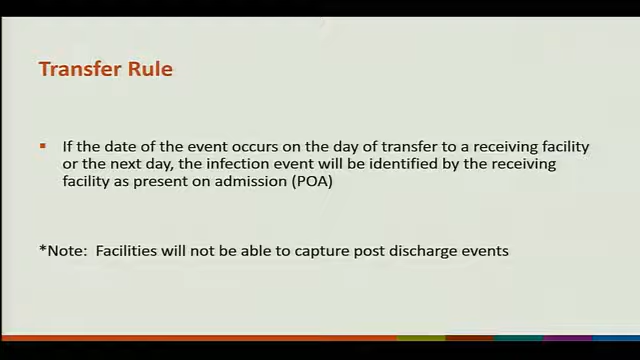 Transfer Rule
▪ If the date of the event occurs on the day of transfer to a receiving facility
or the next day, the infection event will be identified by the receiving
facility as present on admission (POA)
*Note:  Facilities will not be able to capture post discharge events